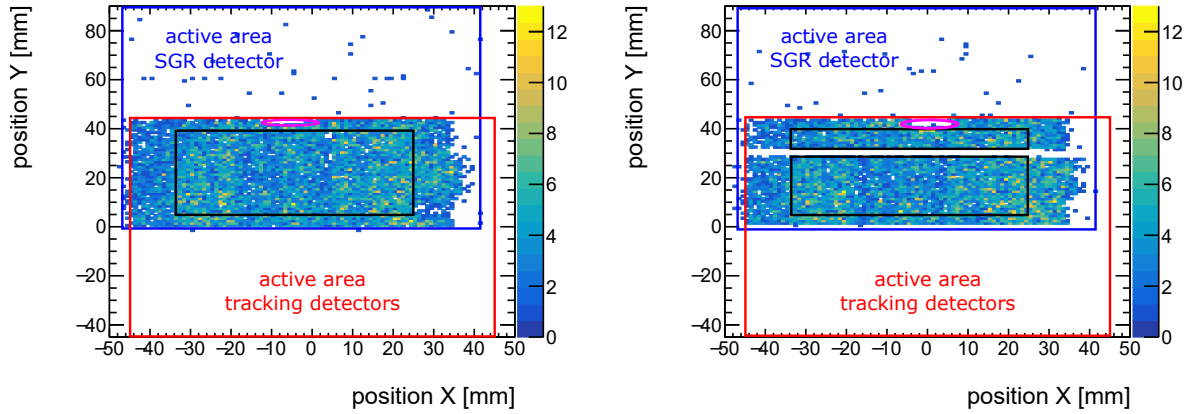 position Y [mm]
80
60
40
20
0
−20
−40
active area
SGR detector
active area
tracking detectors
−50 −40 −30 −20 −10 0 10 20 30 40 50
position X [mm]
12
10
8
6
4
2
0
position Y [mm]
80
60
40
20
0
−20
−40
active area
SGR detector
active area
tracking detectors
−50 −40 −30 −20 −10 0 10 20 30 40 50
position X [mm]
12
10
8
6
4
2
0